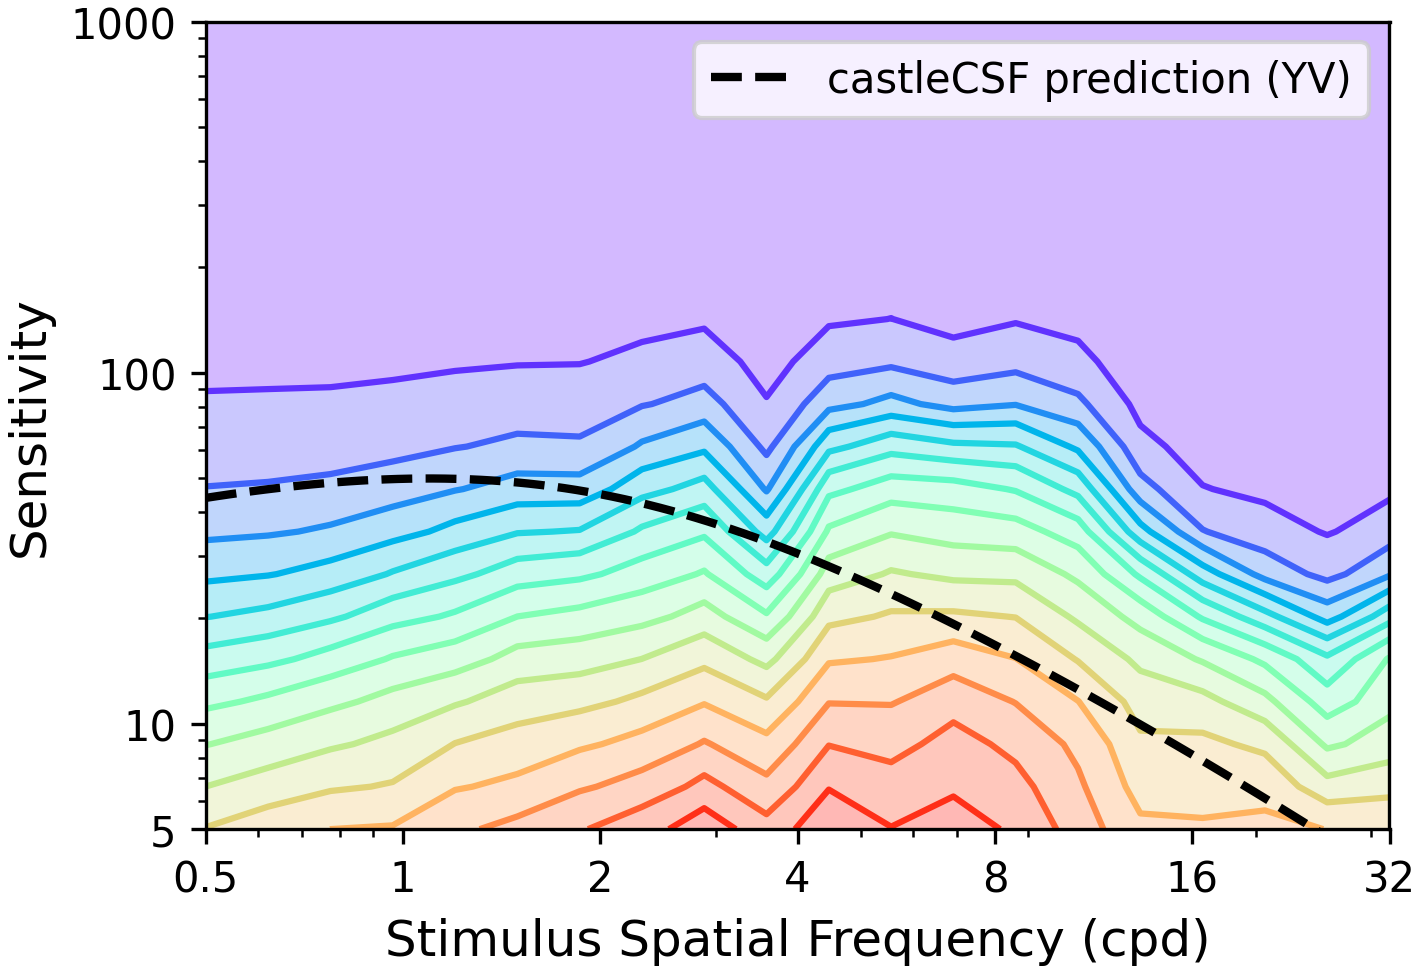 1000
100
10
5
Sensitivity
castleCSF prediction (YV)
0.5 1 2 4 8 16 32
Stimulus Spatial Frequency (cpd)